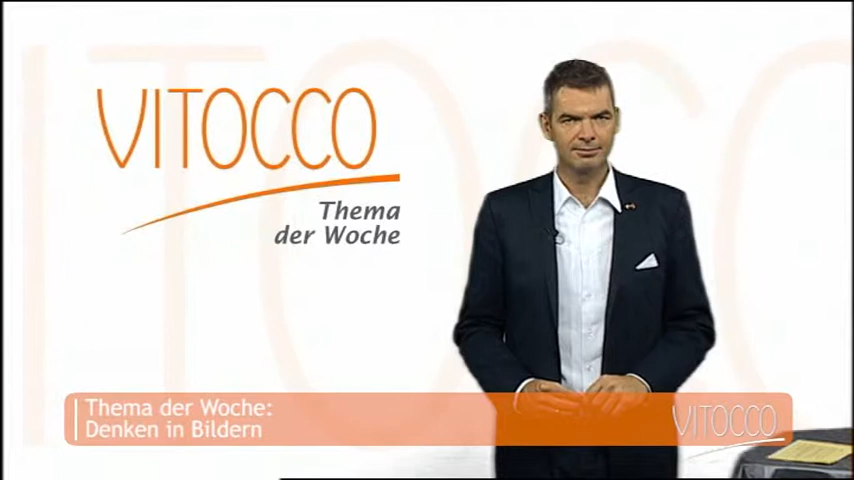 VITOCCO
Thema
der Woche
Thema der Woche:
Denken in Bildern
VITOCCO